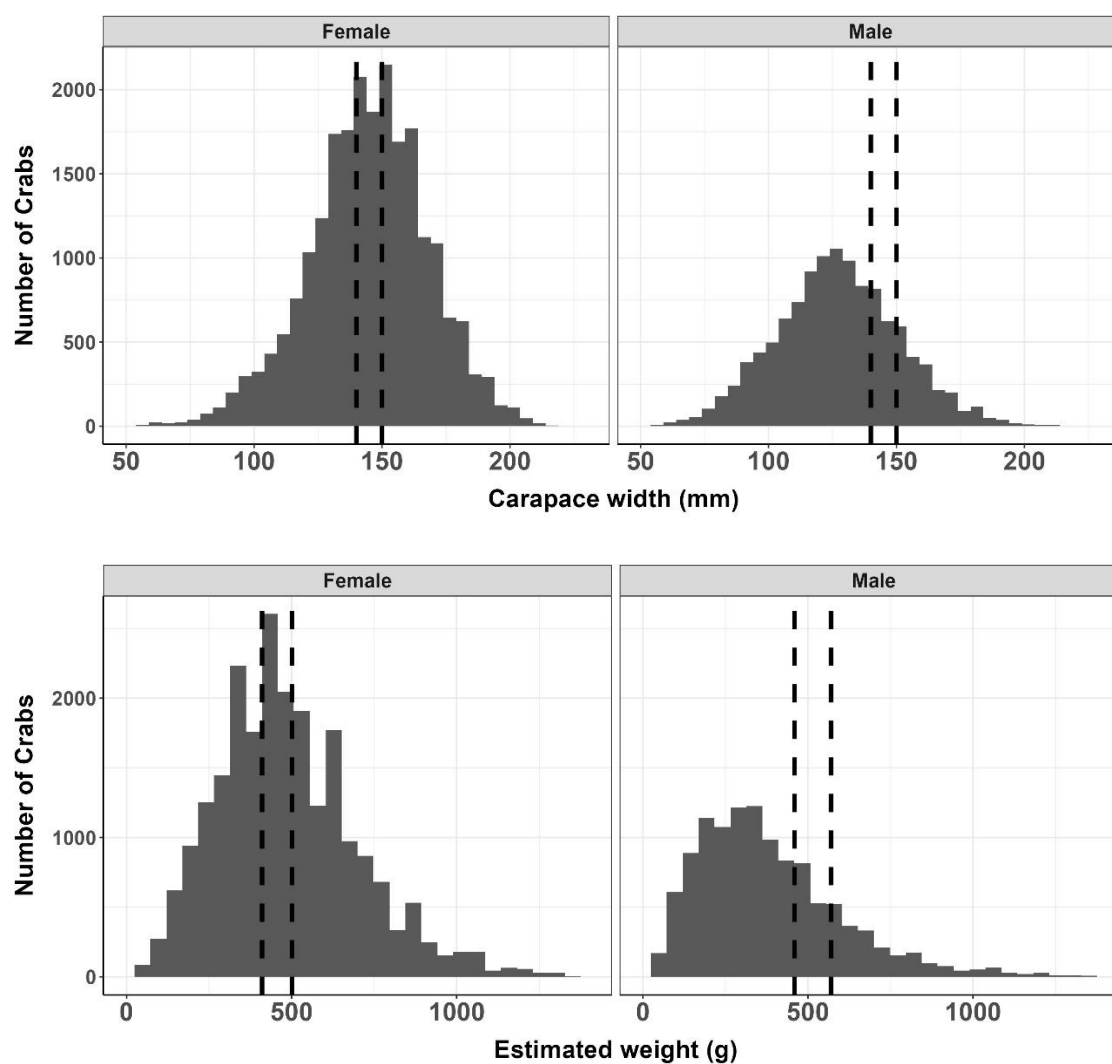 Female Male
2000
1500
1000
500
0
Number of Crabs
50 100 150 200 50 100 150 200
Carapace width (mm)
Female Male
2000
1000
0
Number of Crabs
0 500 1000 0 500 1000
Estimated weight (g)